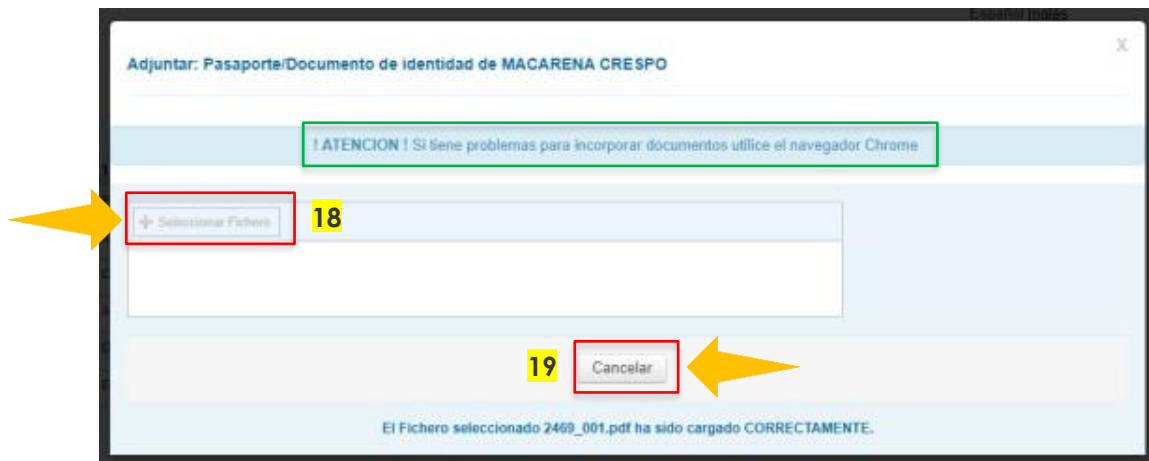 Español Inglés
X
Adjuntar: Pasaporte/Documento de identidad de MACARENA CRESPO
! ATENCION ! Si tiene problemas para incorporar documentos utilice el navegador Chrome
+ Seleccionar Fichero
18
19
Cancelar
El Fichero seleccionado 2469_001.pdf ha sido cargado CORRECTAMENTE.